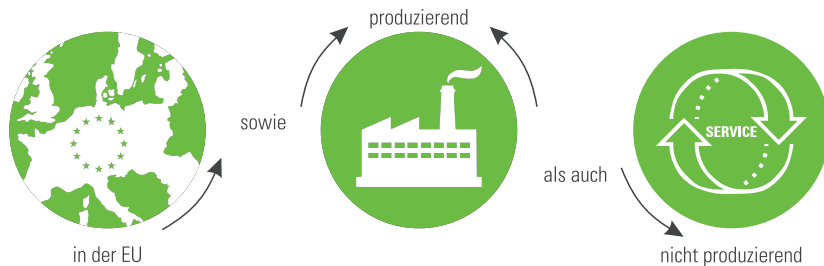 in der EU
sowie
produzierend
als auch
SERVICE
nicht produzierend